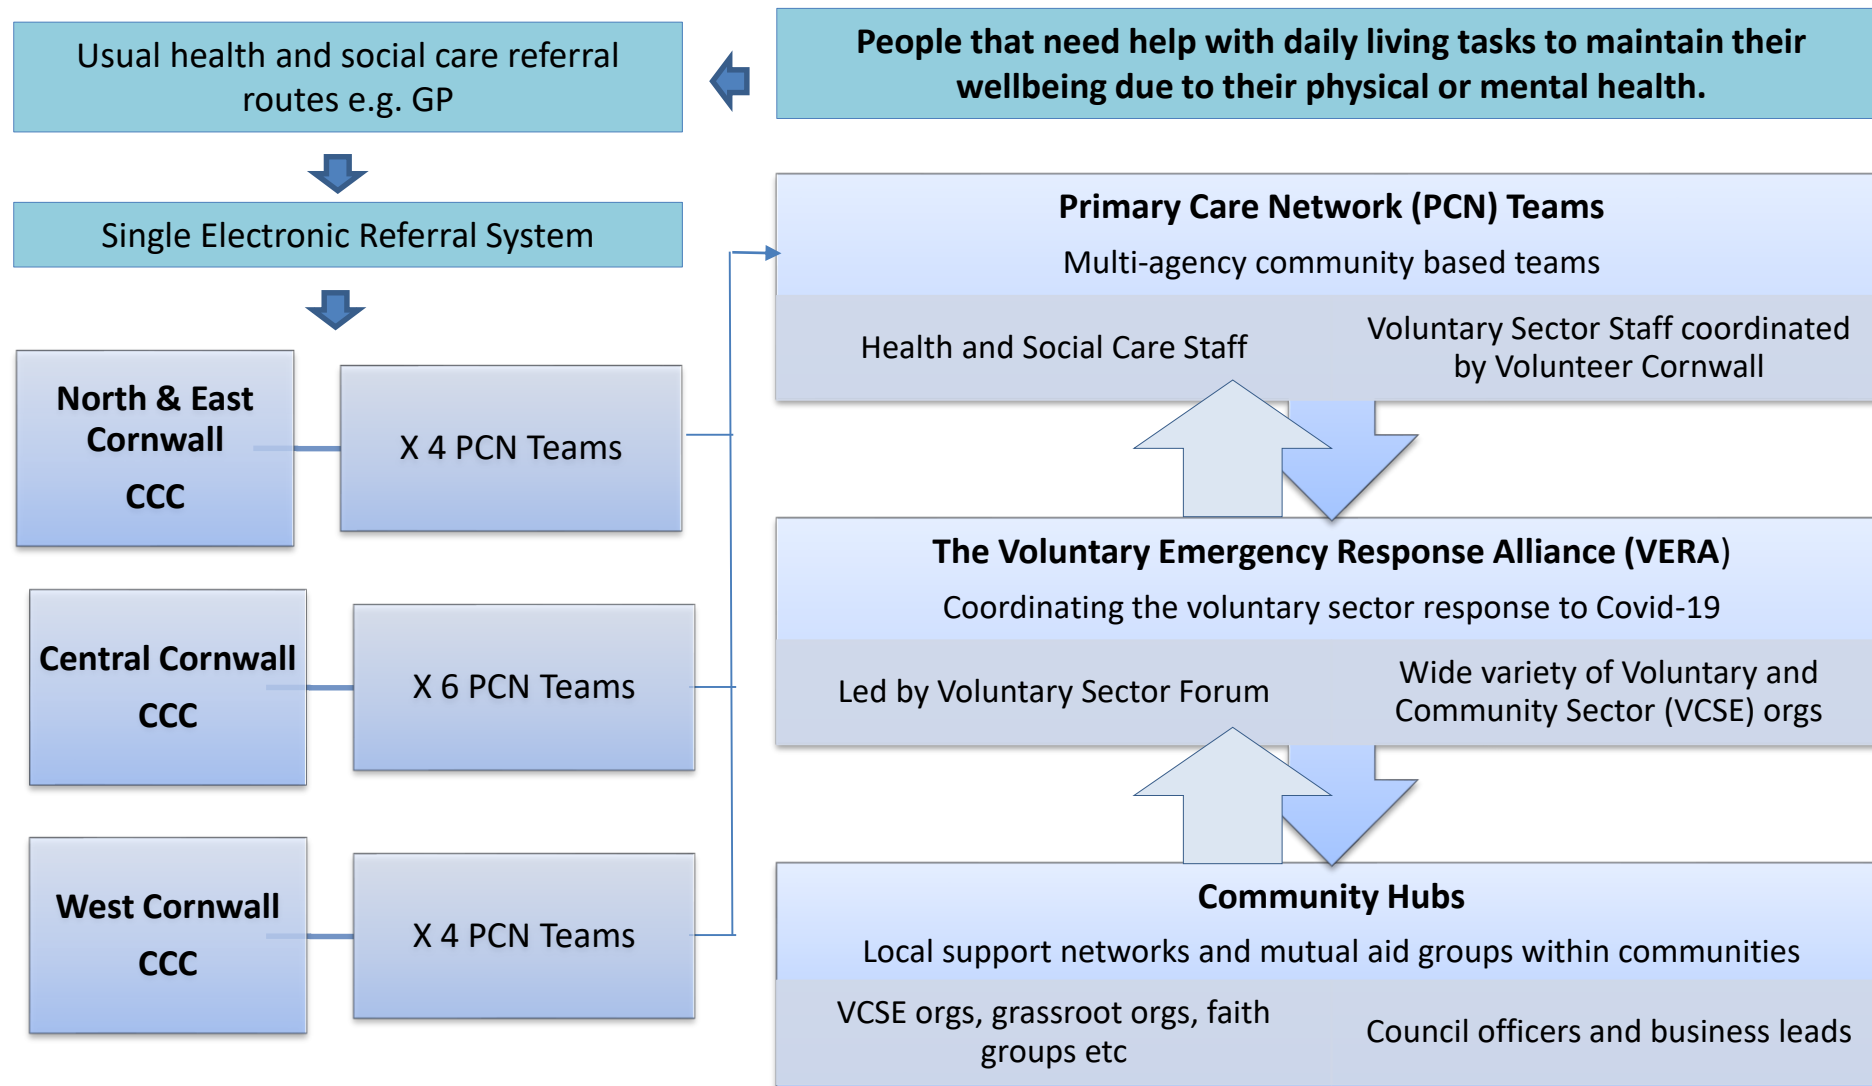 Usual health and social care referral
routes e.g. GP
People that need help with daily living tasks to maintain their
wellbeing due to their physical or mental health.
Single Electronic Referral System
North & East
Cornwall
CCC
X 4 PCN Teams
Central Cornwall
CCC
X 6 PCN Teams
West Cornwall
CCC
X 4 PCN Teams
Primary Care Network (PCN) Teams
Multi-agency community based teams
Health and Social Care Staff
Voluntary Sector Staff coordinated
by Volunteer Cornwall
The Voluntary Emergency Response Alliance (VERA)
Coordinating the voluntary sector response to Covid-19
Led by Voluntary Sector Forum
Wide variety of Voluntary and
Community Sector (VCSE) orgs
Community Hubs
Local support networks and mutual aid groups within communities
VCSE orgs, grassroot orgs, faith
groups etc
Council officers and business leads